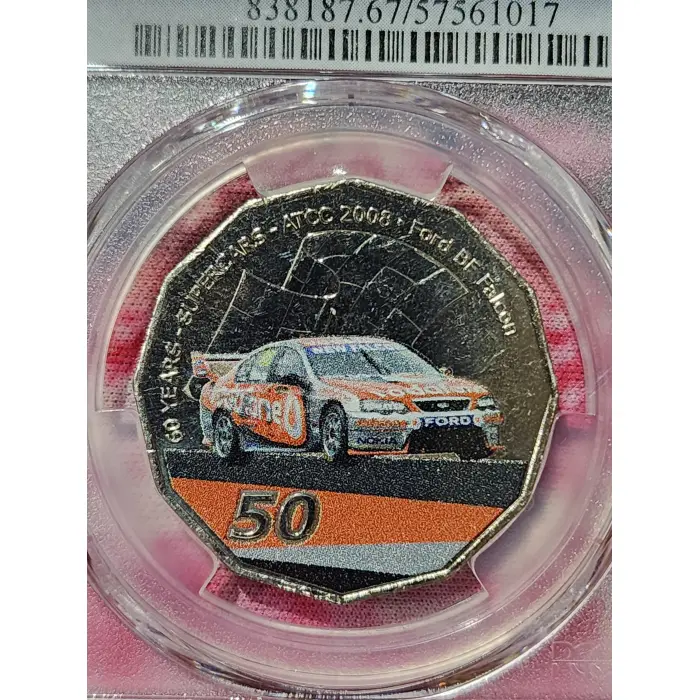 838187.67/57561017
60 YEARS - SUPERCARS - ATCC 2008 • Ford BF Falcon
FORD
NOKIA
50